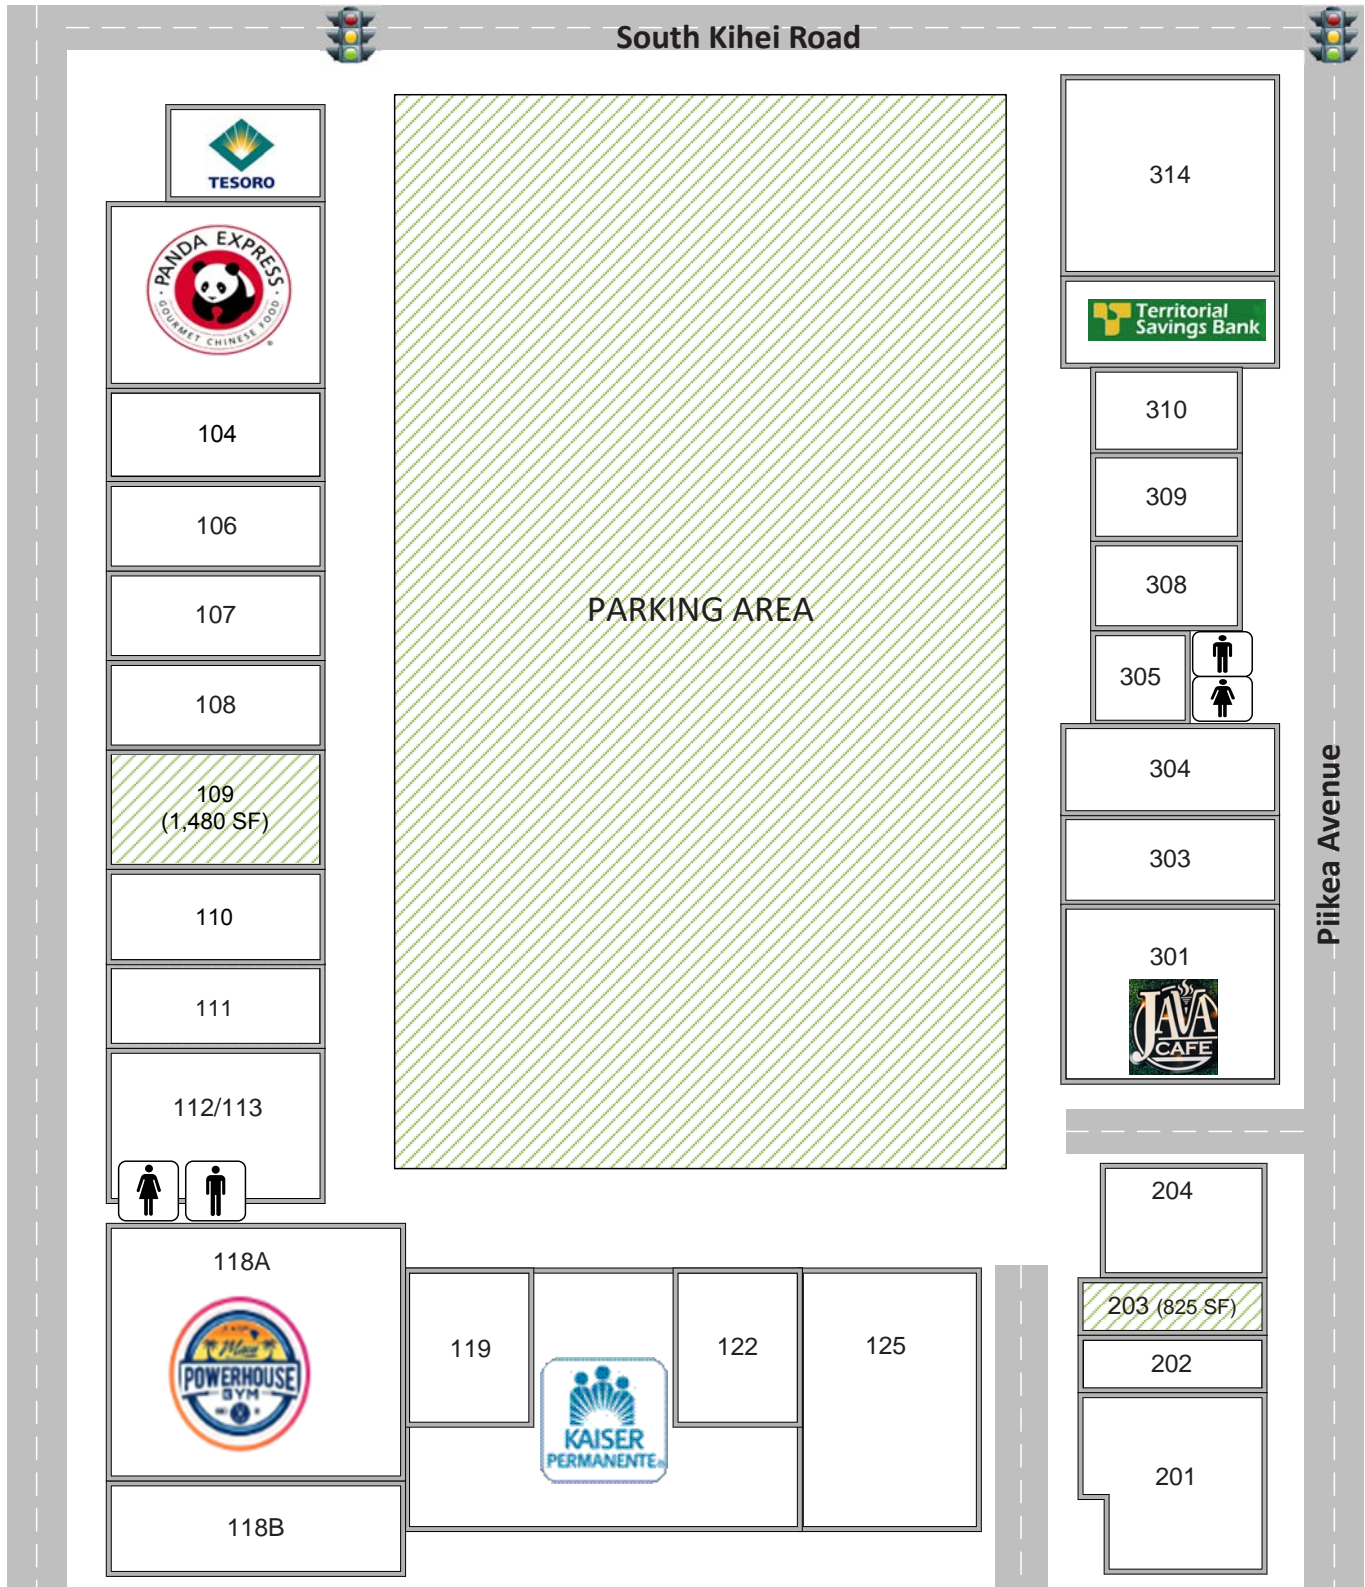 South Kihei Road
TESORO
PANDA EXPRESS
GOURMET CHINESE FOOD
104
106
107
108
109
(1,480 SF)
110
111
112/113
118A
Maui
POWERHOUSE
GYM
118B
PARKING AREA
119
KAISER
PERMANENTE®
122
125
314
Territorial
Savings Bank
310
309
308
305
304
303
301
JAVA
CAFE
204
203 (825 SF)
202
201
Piikea Avenue